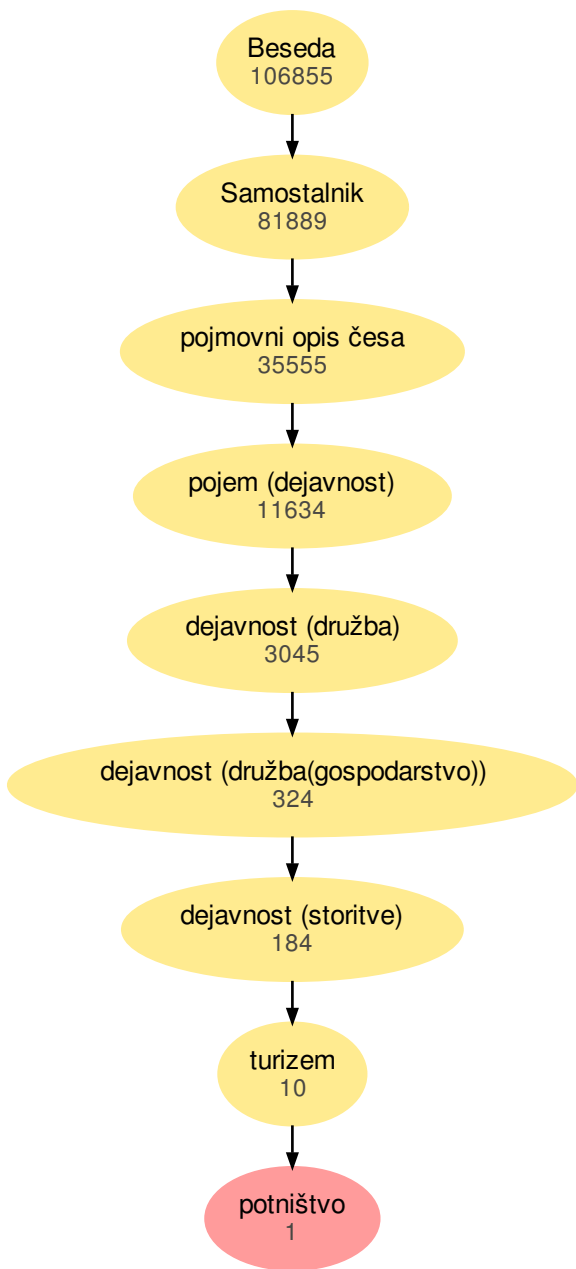 Beseda
106855
Samostalnik
81889
pojmovni opis česa
35555
pojem (dejavnost)
11634
dejavnost (družba)
3045
dejavnost (družba(gospodarstvo))
324
dejavnost (storitve)
184
turizem
10
potništvo
1